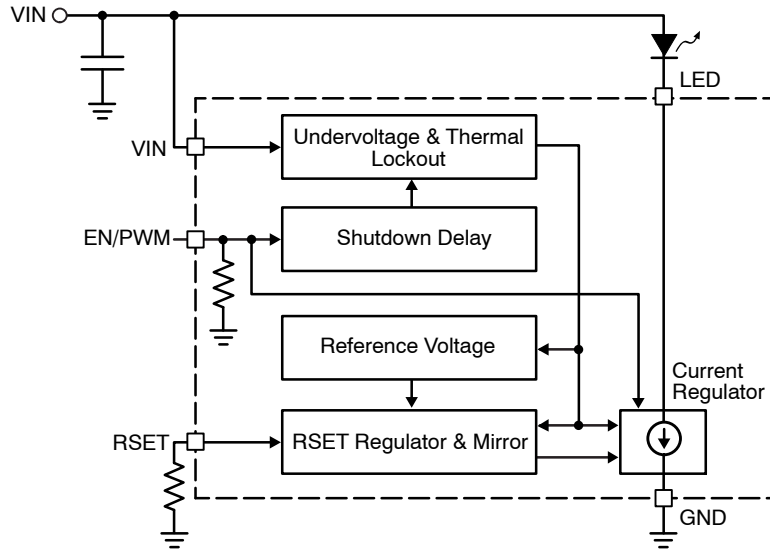 VIN
LED
VIN
Undervoltage & Thermal
Lockout
EN/PWM
Shutdown Delay
Reference Voltage
Current
Regulator
RSET
RSET Regulator & Mirror
GND